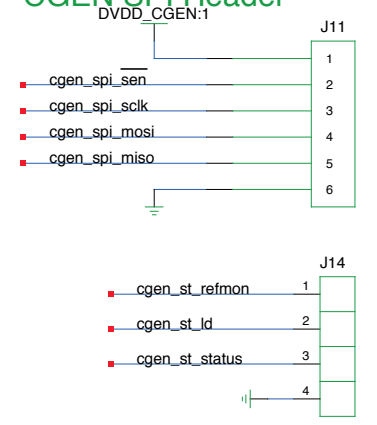 CGEN SPI Header
DVDD_CGEN:1
J11
1
cgen_spi_sen 2
cgen_spi_sclk 3
cgen_spi_mosi 4
cgen_spi_miso 5
6
J14
cgen_st_refmon 1
cgen_st_ld 2
cgen_st_status 3
4